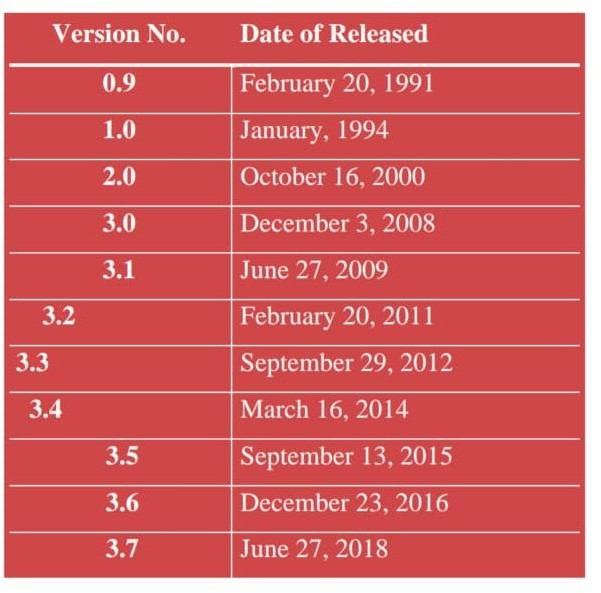 Version No. Date of Released
0.9 February 20, 1991
1.0 January, 1994
2.0 October 16, 2000
3.0 December 3, 2008
3.1 June 27, 2009
3.2 February 20, 2011
3.3 September 29, 2012
3.4 March 16, 2014
3.5 September 13, 2015
3.6 December 23, 2016
3.7 June 27, 2018